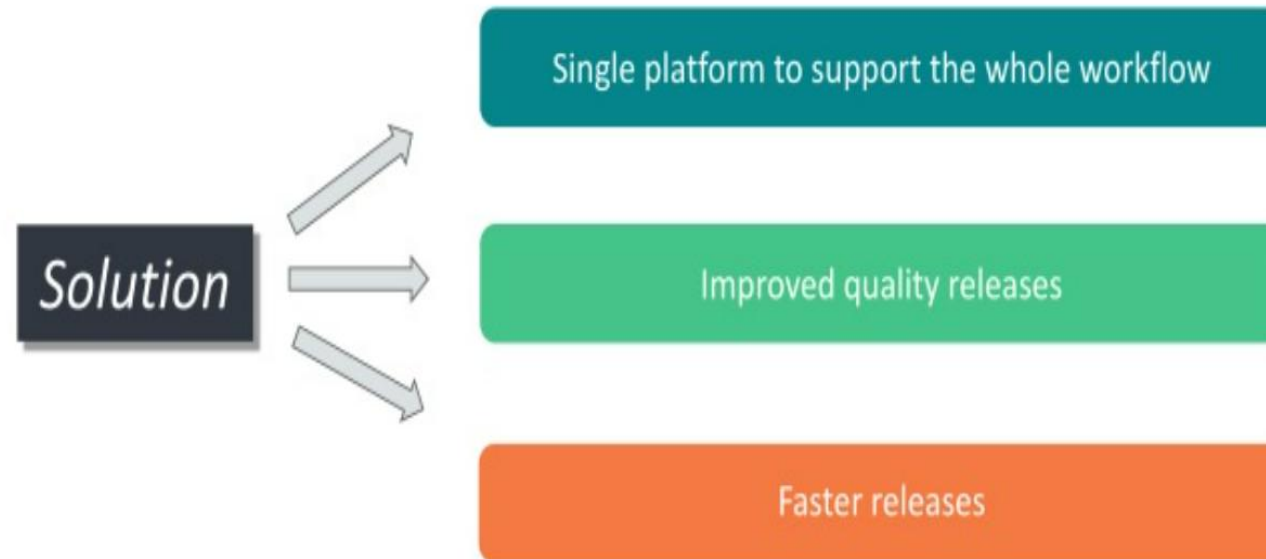 Single platform to support the whole workflow
Solution
Improved quality releases
Faster releases